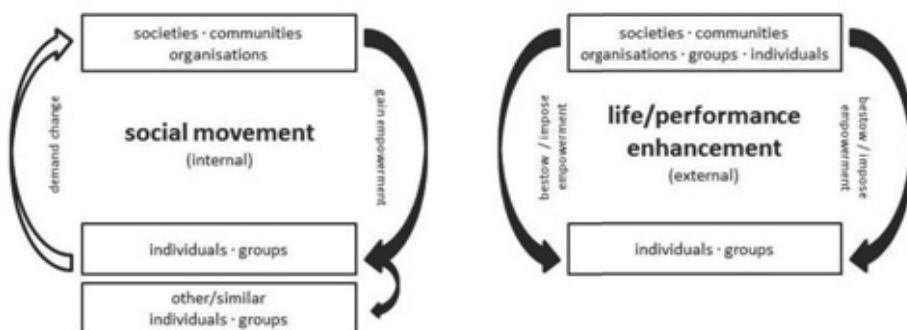 societies · communities
organisations
demand change
social movement
(internal)
gain empowerment
individuals · groups
other/similar
individuals · groups
societies · communities
organisations · groups · individuals
bestow / impose
empowerment
life/performance
enhancement
(external)
bestow / impose
empowerment
individuals · groups